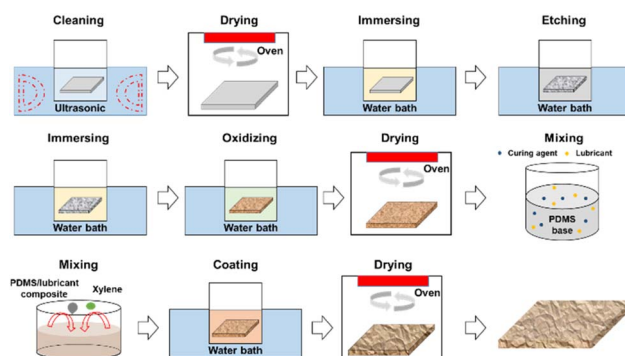 Cleaning
Drying
Immersing
Etching
Oven
Ultrasonic
Water bath
Water bath
Immersing
Oxidizing
Drying
Mixing
Oven
Curing agent
Lubricant
PDMS
base
Water bath
Water bath
Mixing
Coating
Drying
PDMS/lubricant
composite
Xylene
Oven
Water bath